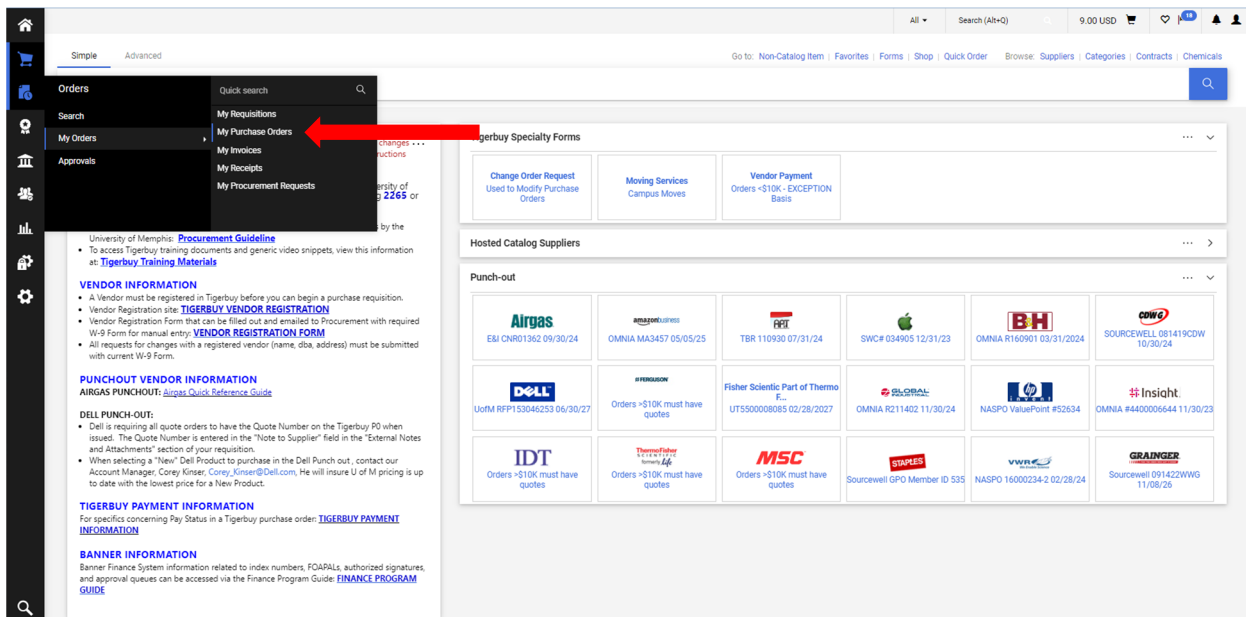 All
Search (Alt+Q)
9.00 USD
18
Simple
Advanced
Go to: Non-Catalog Item | Favorites | Forms | Shop | Quick Order Browse: Suppliers | Categories | Contracts | Chemicals
Orders
Quick search
Search
My Requisitions
My Orders
My Purchase Orders
Approvals
My Invoices
My Receipts
My Procurement Requests
changes
ructions
ersity of
2265 or
s by the
University of Memphis: Procurement Guideline
To access Tigerbuy training documents and generic video snippets, view this information
at: Tigerbuy Training Materials
VENDOR INFORMATION
A Vendor must be registered in Tigerbuy before you can begin a purchase requisition.
Vendor Registration site: TIGERBUY VENDOR REGISTRATION
Vendor Registration Form that can be filled out and emailed to Procurement with required
W-9 Form for manual entry: VENDOR REGISTRATION FORM
All requests for changes with a registered vendor (name, dba, address) must be submitted
with current W-9 Form.
PUNCHOUT VENDOR INFORMATION
AIRGAS PUNCHOUT: Airgas Quick Reference Guide
DELL PUNCH-OUT:
Dell is requiring all quote orders to have the Quote Number on the Tigerbuy P0 when
issued. The Quote Number is entered in the "Note to Supplier" field in the "External Notes
and Attachments" section of your requisition.
When selecting a "New" Dell Product to purchase in the Dell Punch out , contact our
Account Manager, Corey Kinser, Corey_Kinser@Dell.com, He will insure U of M pricing is up
to date with the lowest price for a New Product.
TIGERBUY PAYMENT INFORMATION
For specifics concerning Pay Status in a Tigerbuy purchase order: TIGERBUY PAYMENT
INFORMATION
BANNER INFORMATION
Banner Finance System information related to index numbers, FOAPALs, authorized signatures,
and approval queues can be accessed via the Finance Program Guide: FINANCE PROGRAM
GUIDE
igerbuy Specialty Forms
Change Order Request
Used to Modify Purchase
Orders
Moving Services
Campus Moves
Vendor Payment
Orders <$10K - EXCEPTION
Basis
Hosted Catalog Suppliers
Punch-out
Airgas
E&I CNR01362 09/30/24
amazonbusiness
OMNIA MA3457 05/05/25
ART
TBR 110930 07/31/24
SWC# 034905 12/31/23
B&H
OMNIA R160901 03/31/2024
CDWG
SOURCEWELL 081419CDW
10/30/24
DELL
UofM RFP153046253 06/30/27
FERGUSON
Orders >$10K must have
quotes
Fisher Scientic Part of Thermo
F...
UT5500008085 02/28/2027
GLOBAL
INDUSTRIAL
OMNIA R211402 11/30/24
hp
invent
NASPO ValuePoint #52634
Insight
OMNIA #4400006644 11/30/23
IDT
Orders >$10K must have
quotes
ThermoFisher
SCIENTIFIC
formerly life
Orders >$10K must have
quotes
MSC
Orders >$10K must have
quotes
STAPLES
Sourcewell GPO Member ID 535
VWR
NASPO 16000234-2 02/28/24
GRAINGER
Sourcewell 091422WWG
11/08/26